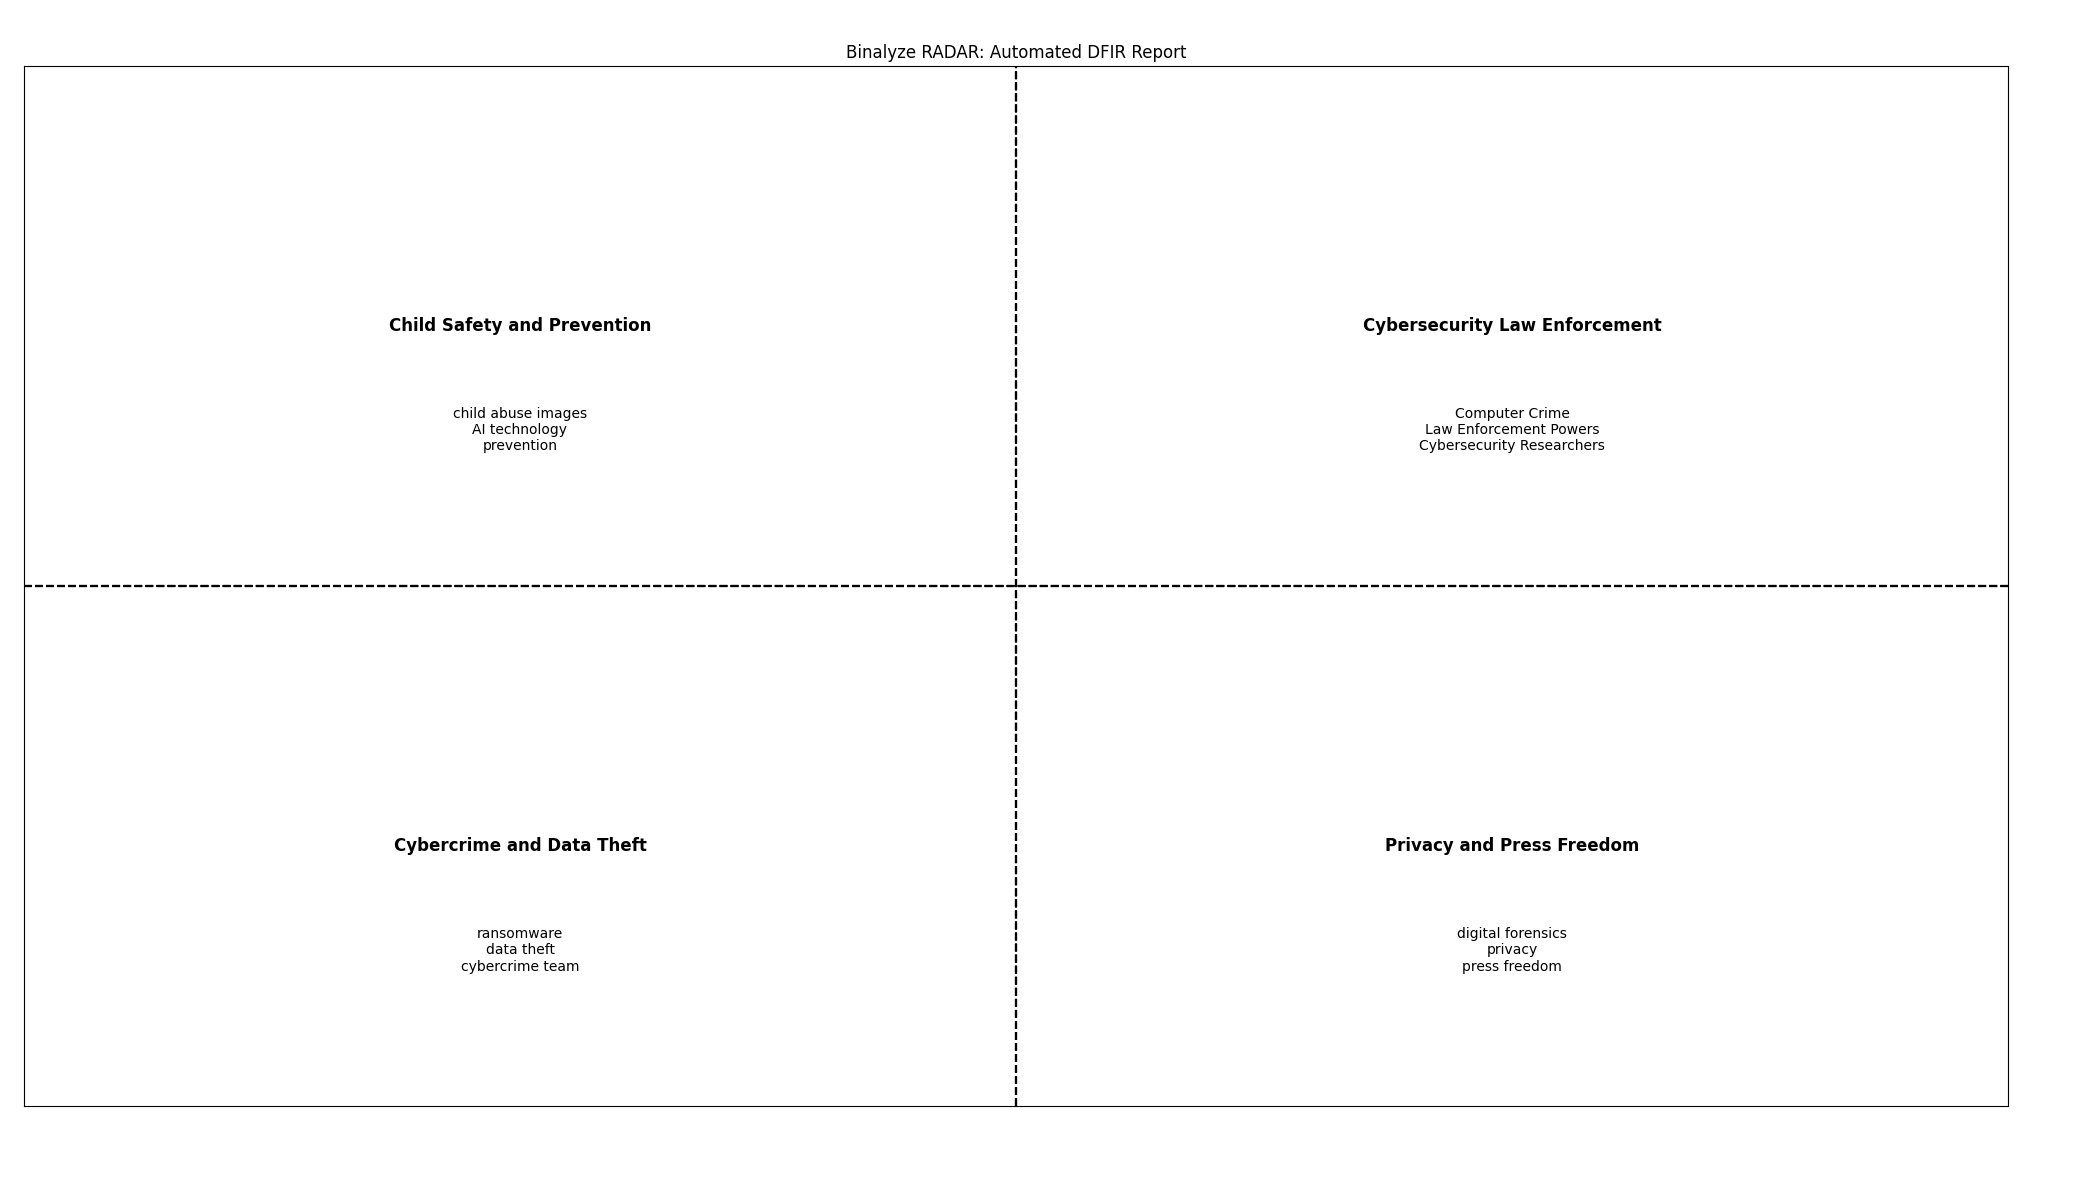 Binalyze RADAR: Automated DFIR Report
Child Safety and Prevention
child abuse images
AI technology
prevention
Cybersecurity Law Enforcement
Computer Crime
Law Enforcement Powers
Cybersecurity Researchers
Cybercrime and Data Theft
ransomware
data theft
cybercrime team
Privacy and Press Freedom
digital forensics
privacy
press freedom